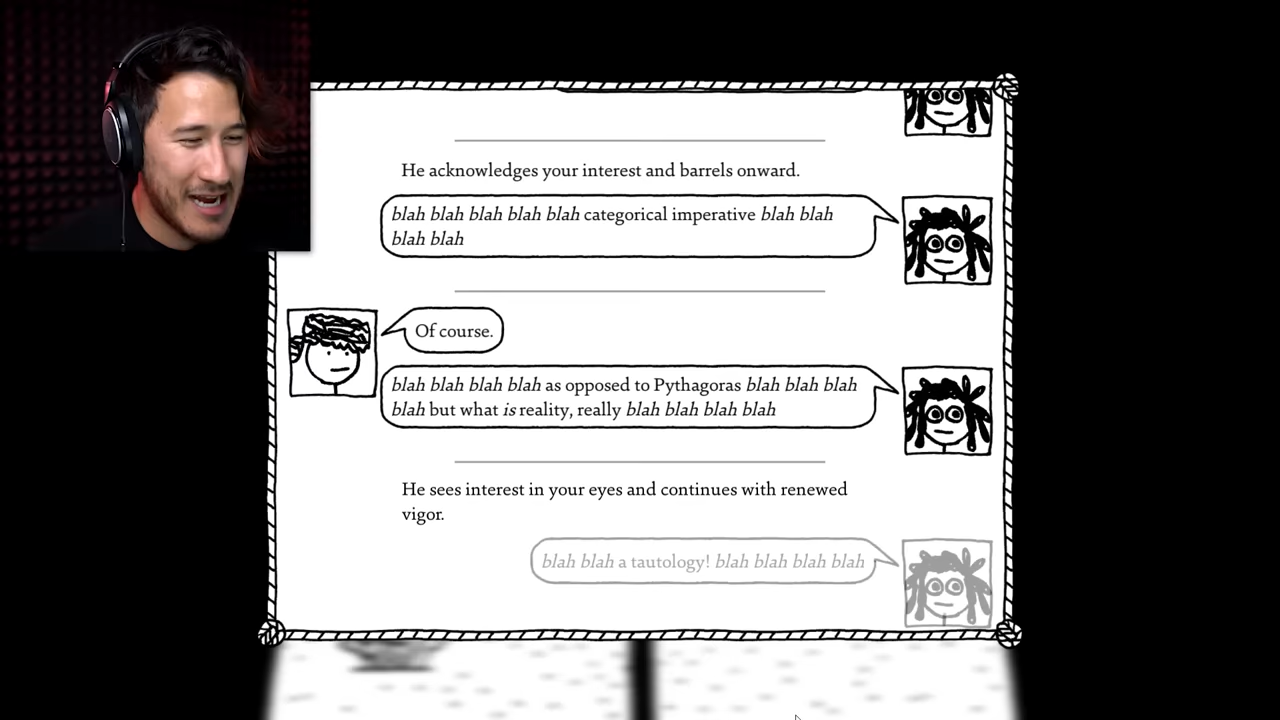 He acknowledges your interest and barrels onward.
blah blah blah blah blah categorical imperative blah blah
blah blah
Of course.
blah blah blah blah as opposed to Pythagoras blah blah blah
blah but what is reality, really blah blah blah blah
He sees interest in your eyes and continues with renewed
vigor.
blah blah a tautology! blah blah blah blah